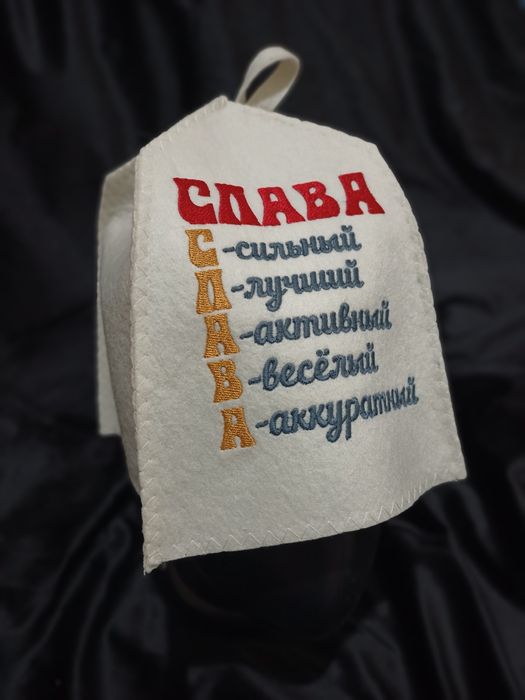 СЛАВА
С-сильный
Л-лучший
А-активный
В-весёлый
А-аккуратный